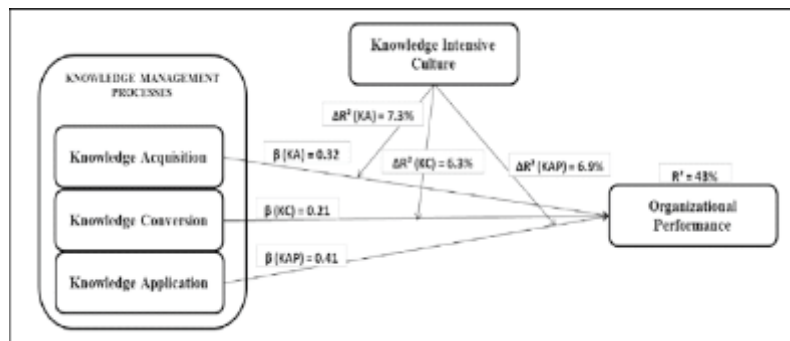 Knowledge Intensive
Culture
KNOWLEDGE MANAGEMENT
PROCESSES
ΔR² (KA) = 7.3%
Knowledge Acquisition
β (KA) = 0.32
ΔR² (KC) = 6.3%
ΔR² (KAP) = 6.9%
R² = 43%
Knowledge Conversion
β (KC) = 0.21
Organizational
Performance
Knowledge Application
β (KAP) = 0.41